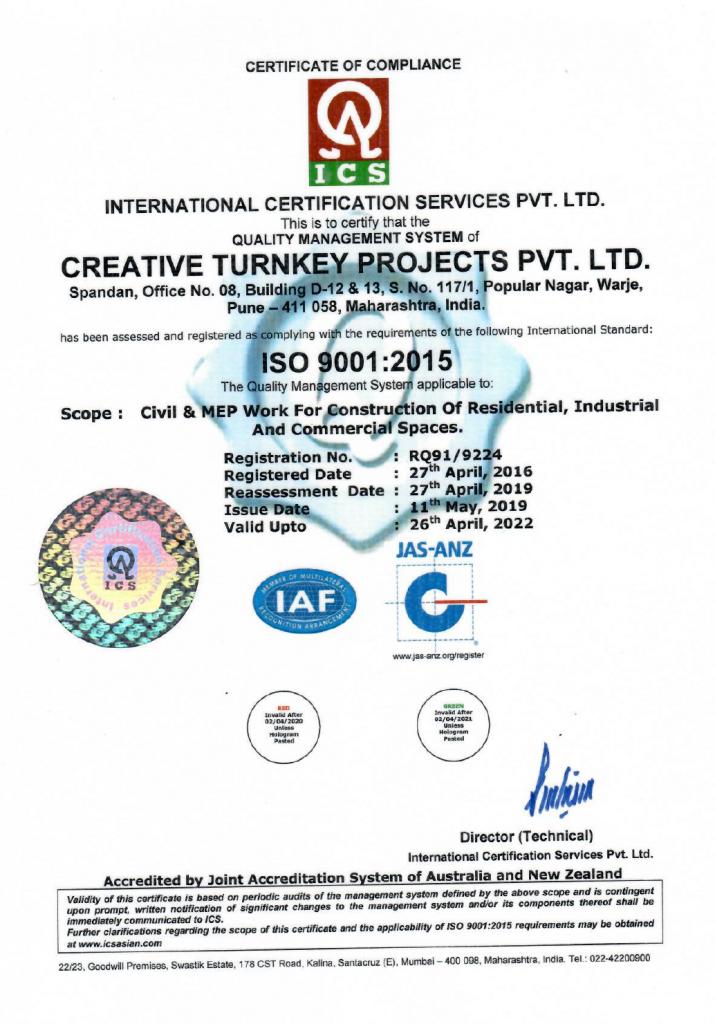 CERTIFICATE OF COMPLIANCE
ICS
INTERNATIONAL CERTIFICATION SERVICES PVT. LTD.
This is to certify that the
QUALITY MANAGEMENT SYSTEM of
CREATIVE TURNKEY PROJECTS PVT. LTD.
Spandan, Office No. 08, Building D-12 & 13, S. No. 117/1, Popular Nagar, Warje,
Pune – 411 058, Maharashtra, India.
has been assessed and registered as complying with the requirements of the following International Standard:
ISO 9001:2015
The Quality Management System applicable to:
Scope : Civil & MEP Work For Construction Of Residential, Industrial
And Commercial Spaces.
Registration No. : RQ91/9224
Registered Date : 27th April, 2016
Reassessment Date : 27th April, 2019
Issue Date : 11th May, 2019
Valid Upto : 26th April, 2022
International Certification Services
ICS
MEMBER OF MULTILATERAL
IAF
RECOGNITION ARRANGEMENT
JAS-ANZ
www.jas-anz.org/register
RED
Invalid After
02/04/2020
Unless
Hologram
Pasted
GREEN
Invalid After
02/04/2021
Unless
Hologram
Pasted
Director (Technical)
International Certification Services Pvt. Ltd.
Accredited by Joint Accreditation System of Australia and New Zealand
Validity of this certificate is based on periodic audits of the management system defined by the above scope and is contingent
upon prompt, written notification of significant changes to the management system and/or its components thereof shall be
immediately communicated to ICS.
Further clarifications regarding the scope of this certificate and the applicability of ISO 9001:2015 requirements may be obtained
at www.icsasian.com
22/23, Goodwill Premises, Swastik Estate, 178 CST Road, Kalina, Santacruz (E), Mumbai – 400 098, Maharashtra, India. Tel.: 022-42200900